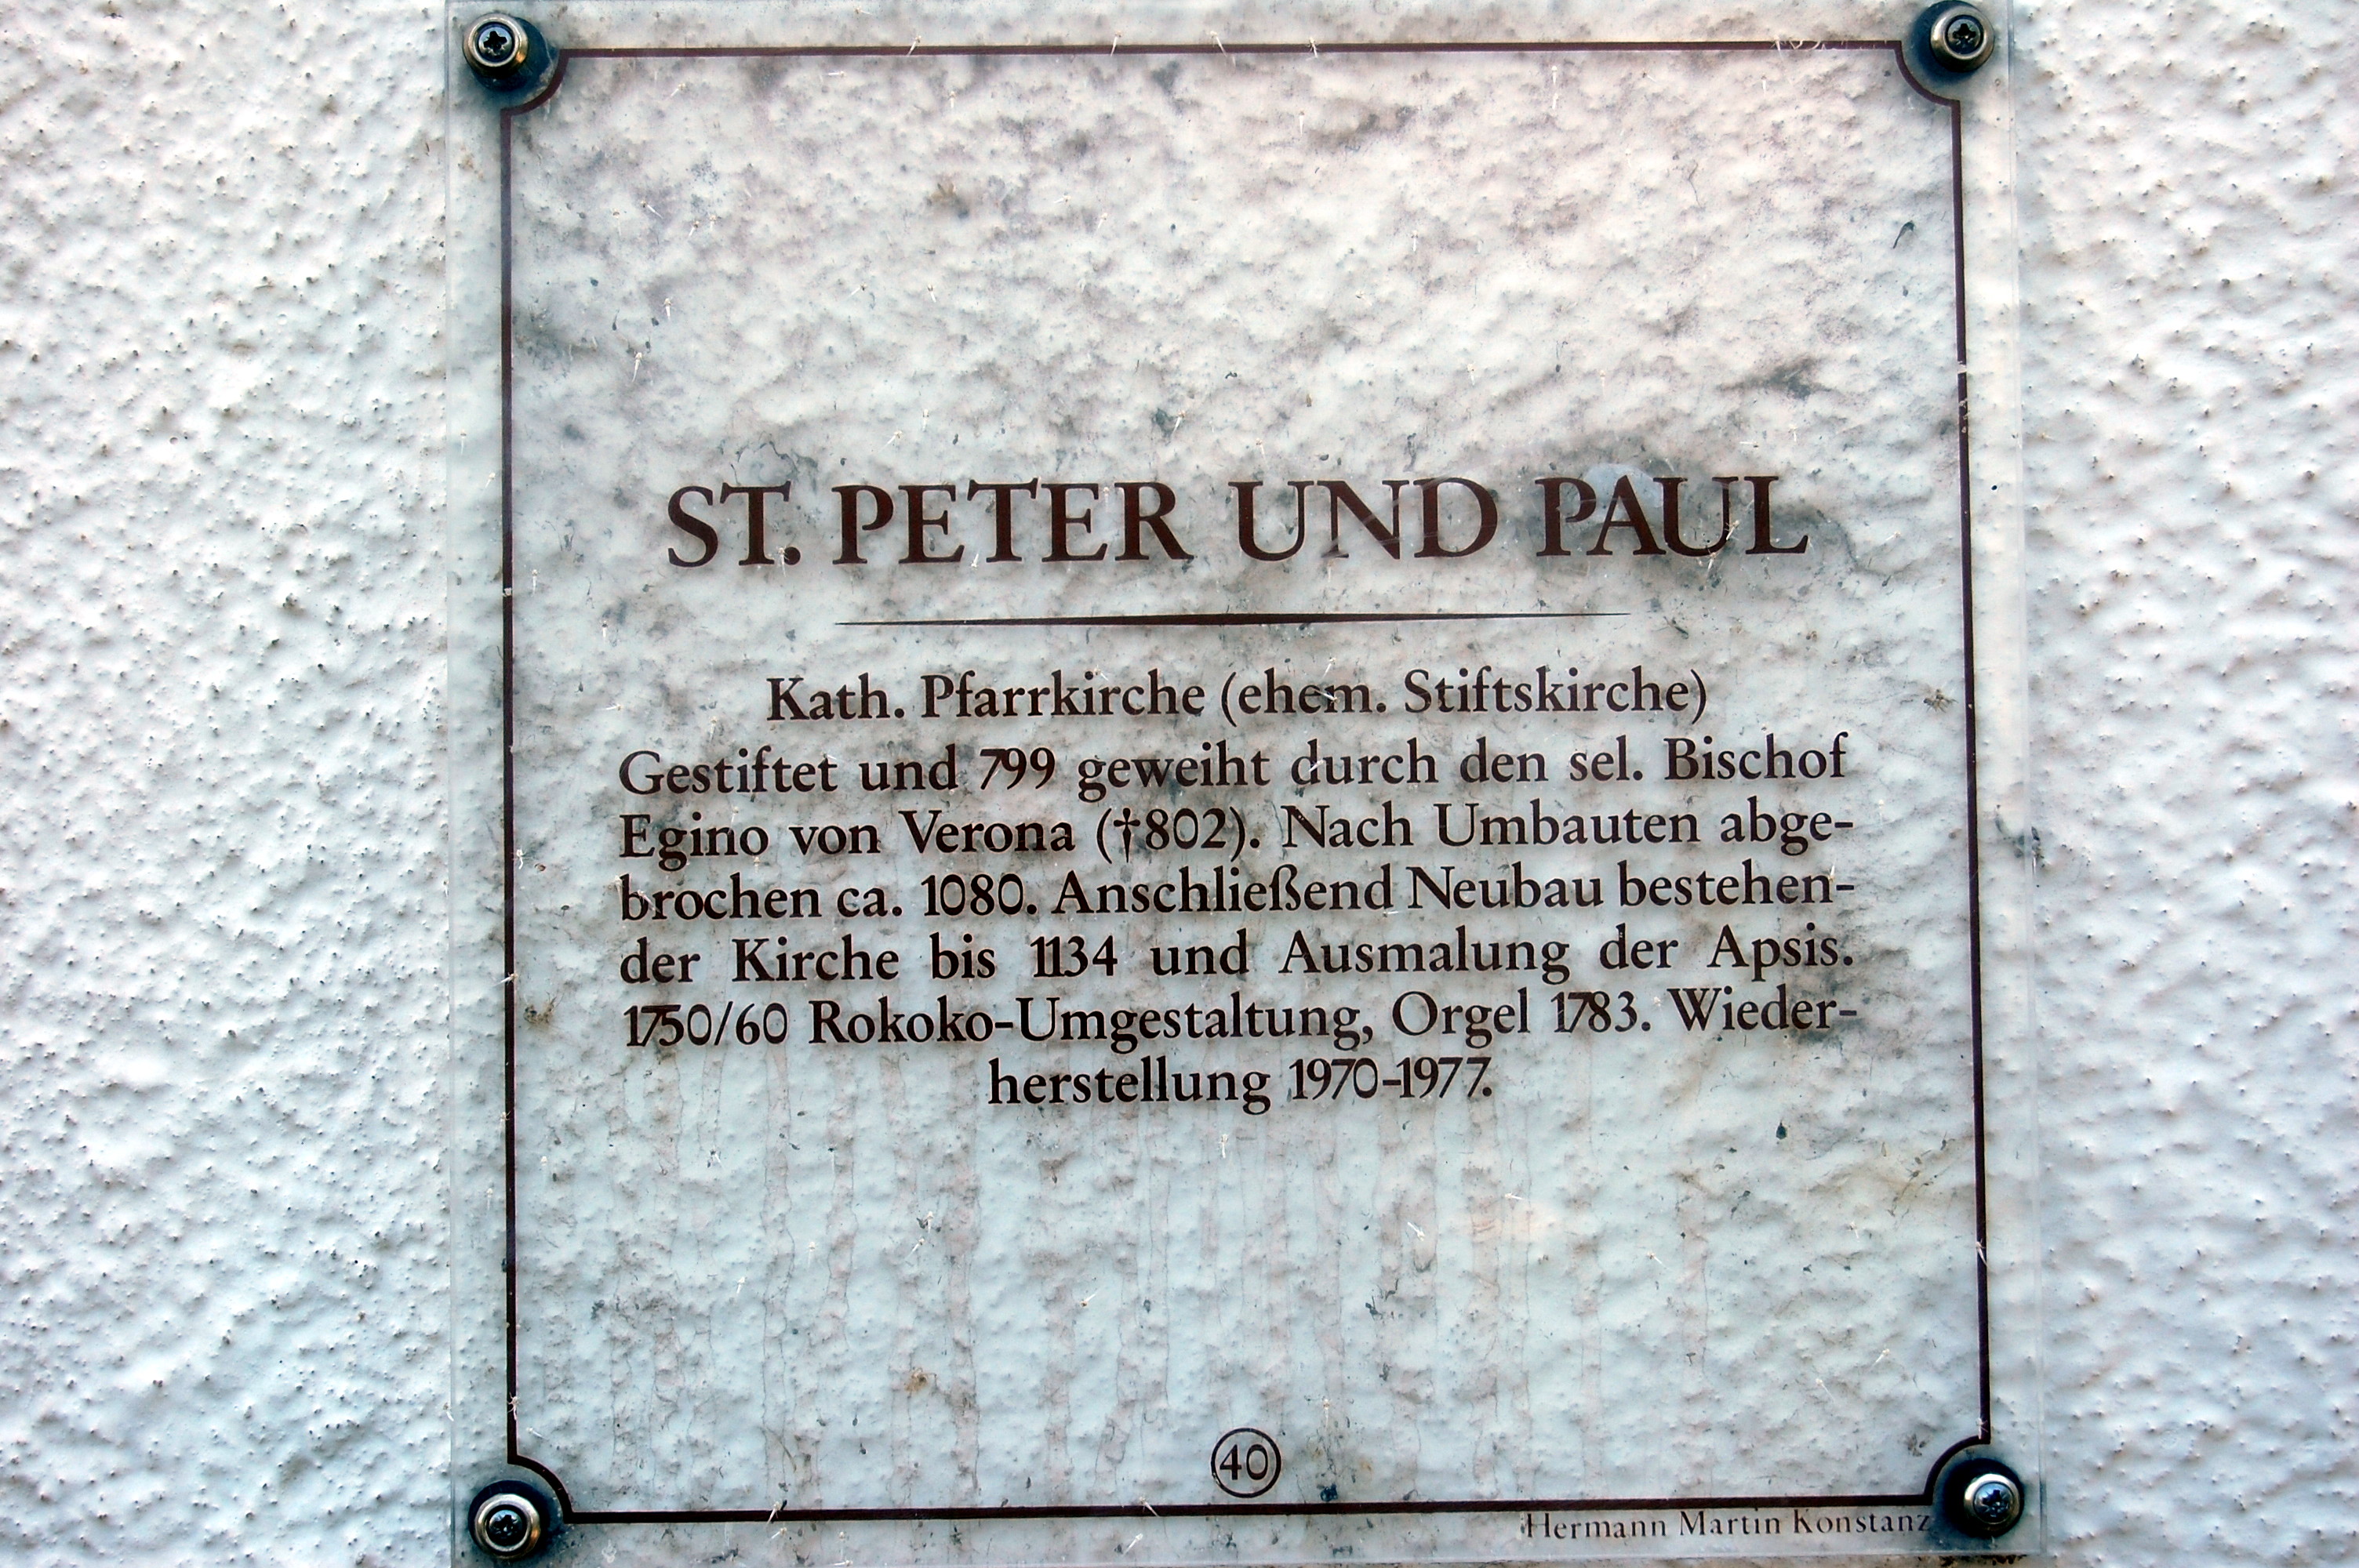 ST. PETER UND PAUL
Kath. Pfarrkirche (ehem. Stiftskirche)
Gestiftet und 799 geweiht durch den sel. Bischof
Egino von Verona (†802). Nach Umbauten abge-
brochen ca. 1080. Anschließend Neubau bestehen-
der Kirche bis 1134 und Ausmalung der Apsis.
1750/60 Rokoko-Umgestaltung, Orgel 1783. Wieder-
herstellung 1970-1977.
40
Hermann Martin Konstanz